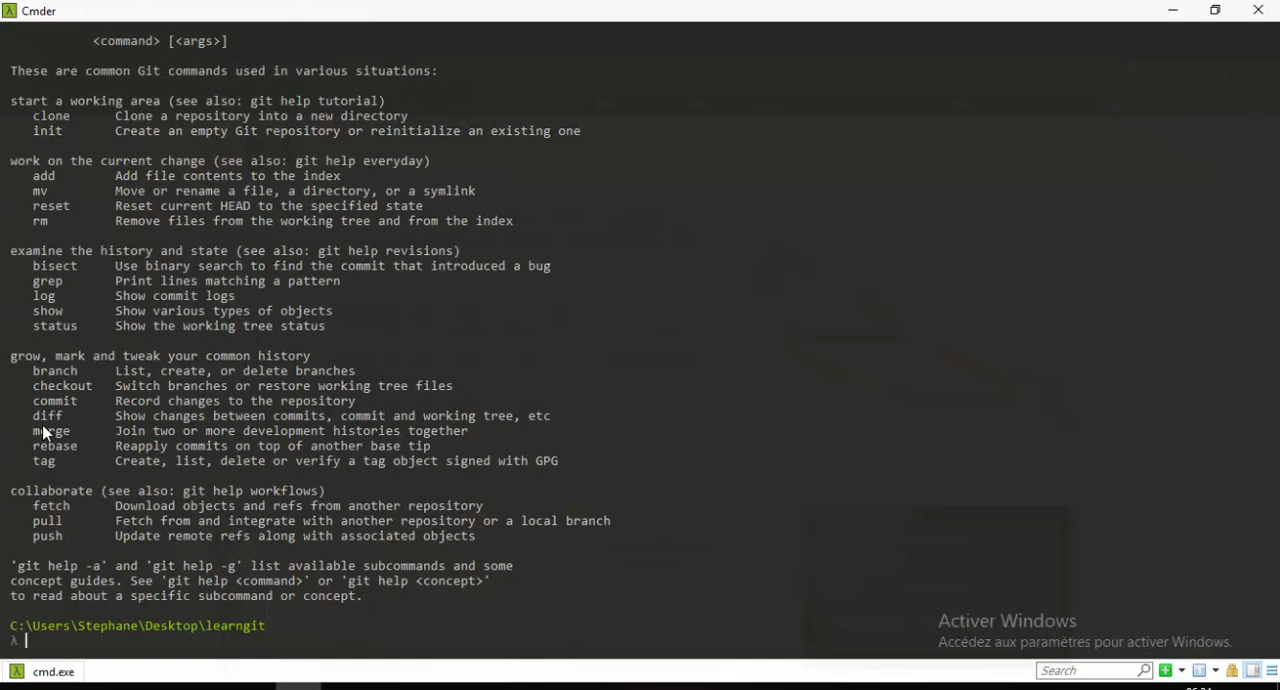 Cmder
<command> [<args>]
These are common Git commands used in various situations:
start a working area (see also: git help tutorial)
clone Clone a repository into a new directory
init Create an empty Git repository or reinitialize an existing one
work on the current change (see also: git help everyday)
add Add file contents to the index
mv Move or rename a file, a directory, or a symlink
reset Reset current HEAD to the specified state
rm Remove files from the working tree and from the index
examine the history and state (see also: git help revisions)
bisect Use binary search to find the commit that introduced a bug
grep Print lines matching a pattern
log Show commit logs
show Show various types of objects
status Show the working tree status
grow, mark and tweak your common history
branch List, create, or delete branches
checkout Switch branches or restore working tree files
commit Record changes to the repository
diff Show changes between commits, commit and working tree, etc
merge Join two or more development histories together
rebase Reapply commits on top of another base tip
tag Create, list, delete or verify a tag object signed with GPG
collaborate (see also: git help workflows)
fetch Download objects and refs from another repository
pull Fetch from and integrate with another repository or a local branch
push Update remote refs along with associated objects
'git help -a' and 'git help -g' list available subcommands and some
concept guides. See 'git help <command>' or 'git help <concept>'
to read about a specific subcommand or concept.
C:\Users\Stephane\Desktop\learngit
λ
Activer Windows
Accédez aux paramètres pour activer Windows.
cmd.exe
Search